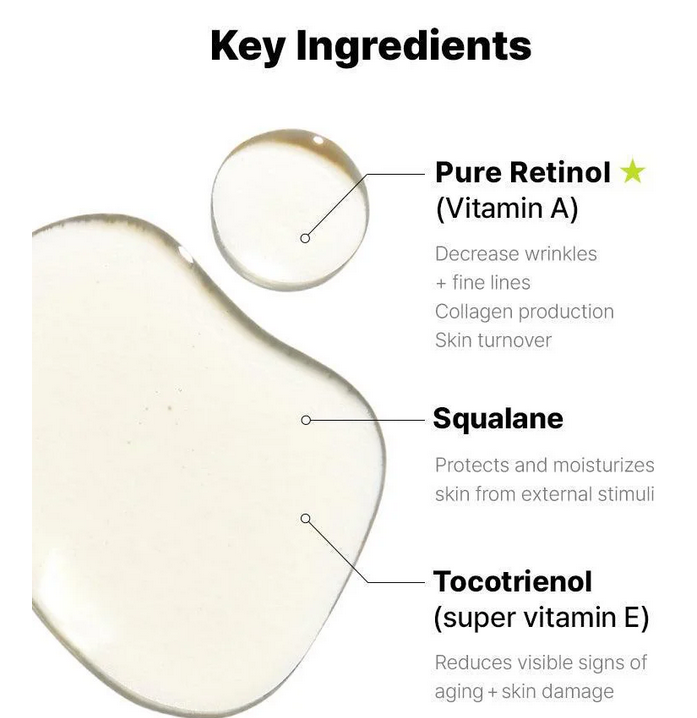 Key Ingredients
Pure Retinol ★
(Vitamin A)
Decrease wrinkles
+ fine lines
Collagen production
Skin turnover
Squalane
Protects and moisturizes
skin from external stimuli
Tocotrienol
(super vitamin E)
Reduces visible signs of
aging + skin damage